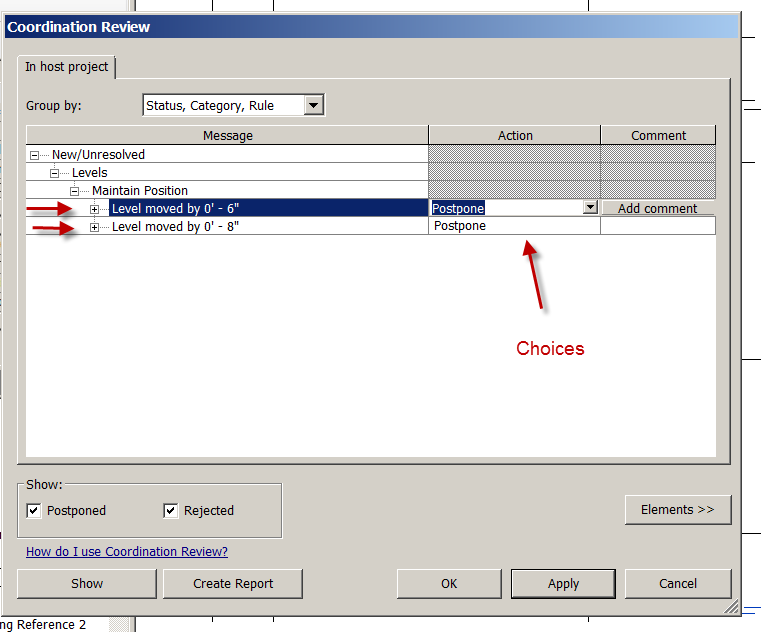 Coordination Review
In host project
Group by: Status, Category, Rule
Message Action Comment
New/Unresolved
Levels
Maintain Position
Level moved by 0' - 6" Postpone Add comment
Level moved by 0' - 8" Postpone
Choices
Show:
Postponed Rejected
Elements >>
How do I use Coordination Review?
Show Create Report OK Apply Cancel
ng Reference 2